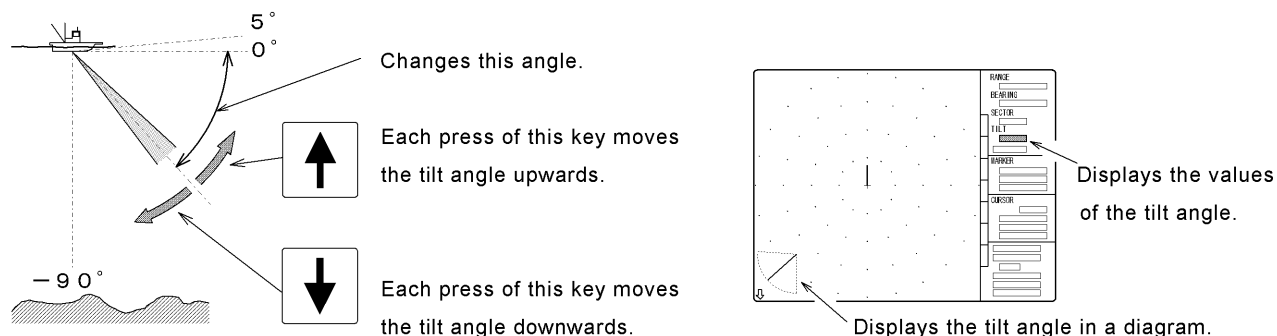 5°
0°
Changes this angle.
Each press of this key moves
the tilt angle upwards.
−90°
Each press of this key moves
the tilt angle downwards.
RANGE
BEARING
SECTOR
TILT
MARKER
CURSOR
Displays the values
of the tilt angle.
Displays the tilt angle in a diagram.